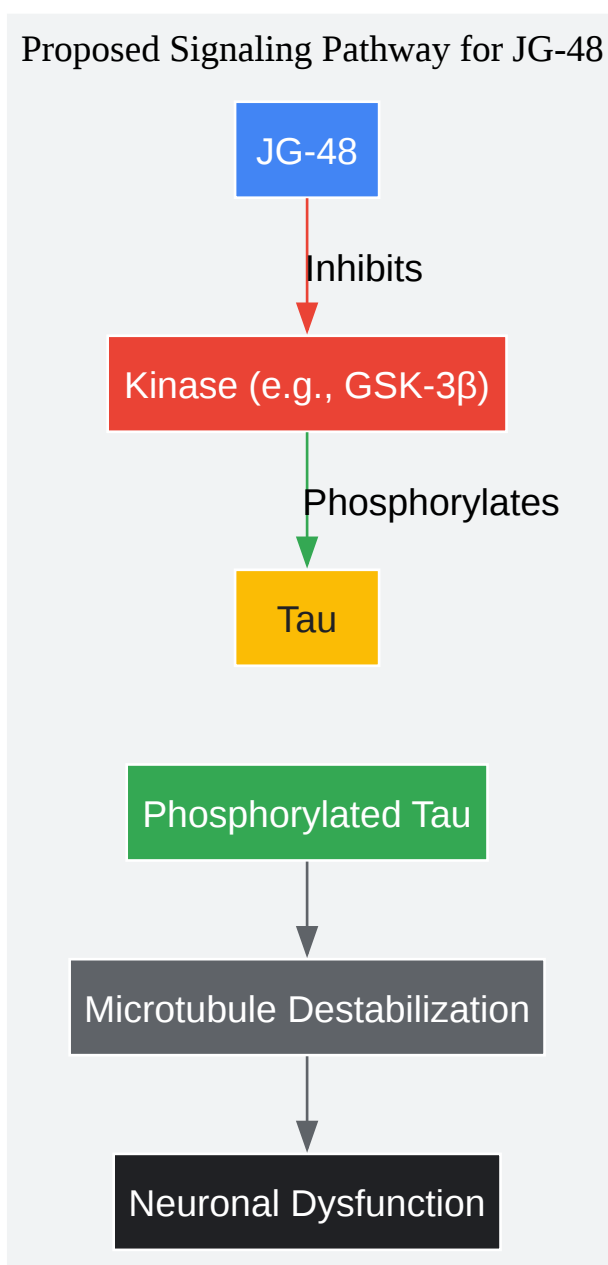 Proposed Signaling Pathway for JG-48
JG-48
Inhibits
Kinase (e.g., GSK-3β)
Phosphorylates
Tau
Phosphorylated Tau
Microtubule Destabilization
Neuronal Dysfunction